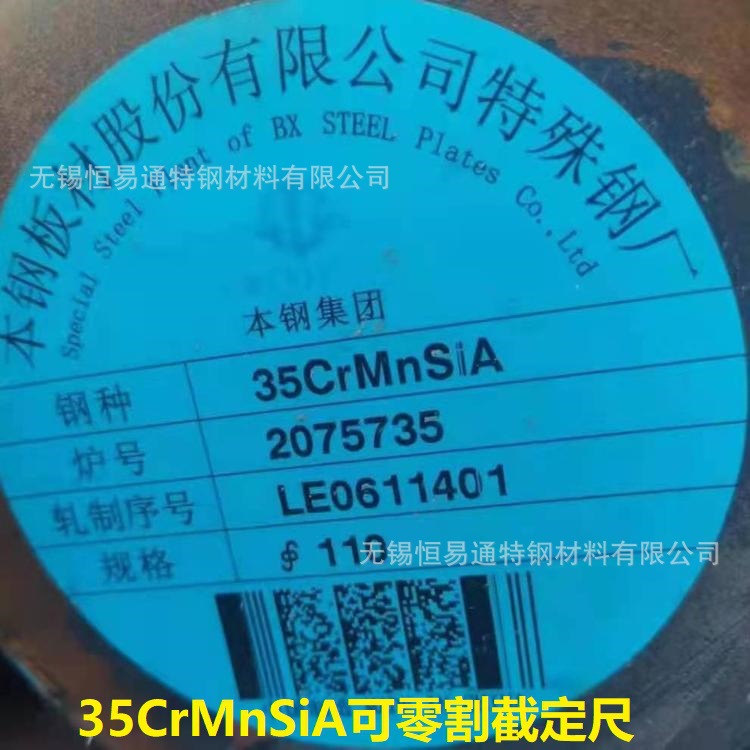 本钢板材股份有限公司特殊钢厂
Special Steel Plant of BX STEEL Plates Co.,Ltd
无锡恒易通特钢材料有限公司
本钢集团
钢种 35CrMnSiA
炉号 2075735
轧制序号 LE0611401
规格 ∮
无锡恒易通特钢材料有限公司
35CrMnSiA可零割截定尺